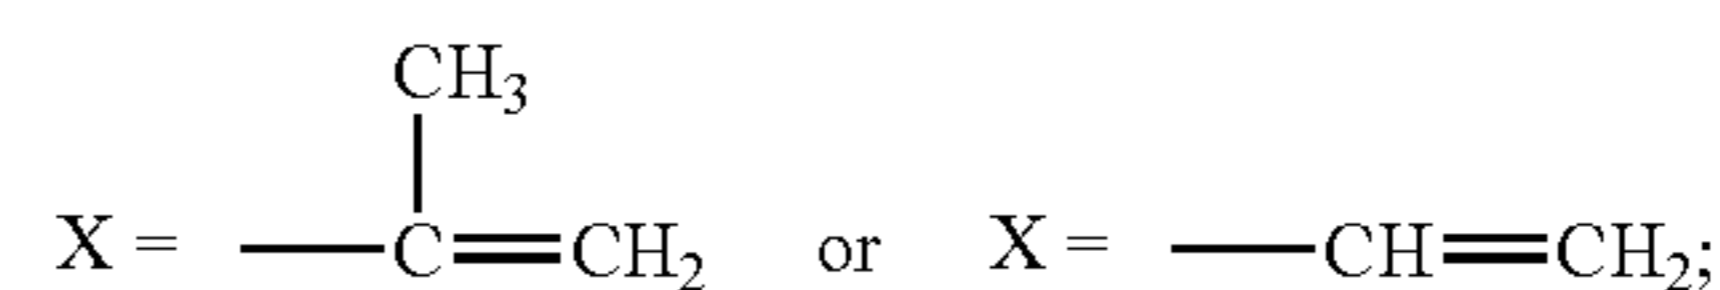 CH₃
X = —C=CH₂ or X = —CH=CH₂;